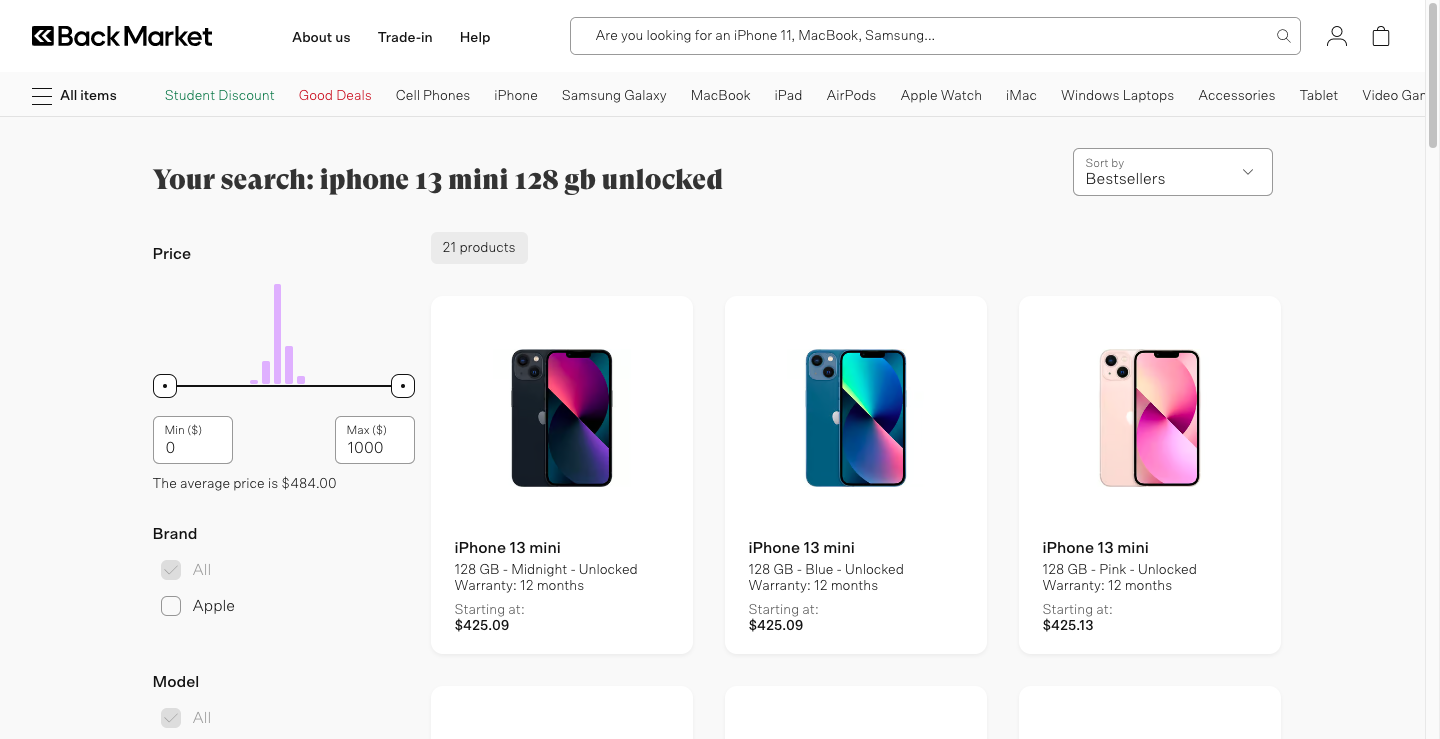 Back Market
About us
Trade-in
Help
Are you looking for an iPhone 11, MacBook, Samsung...
All items
Student Discount
Good Deals
Cell Phones
iPhone
Samsung Galaxy
MacBook
iPad
AirPods
Apple Watch
iMac
Windows Laptops
Accessories
Tablet
Video Gam
Your search: iphone 13 mini 128 gb unlocked
Sort by
Bestsellers
21 products
Price
Min ($)
0
Max ($)
1000
The average price is $484.00
Brand
All
Apple
Model
All
iPhone 13 mini
128 GB - Midnight - Unlocked
Warranty: 12 months
Starting at:
$425.09
iPhone 13 mini
128 GB - Blue - Unlocked
Warranty: 12 months
Starting at:
$425.09
iPhone 13 mini
128 GB - Pink - Unlocked
Warranty: 12 months
Starting at:
$425.13